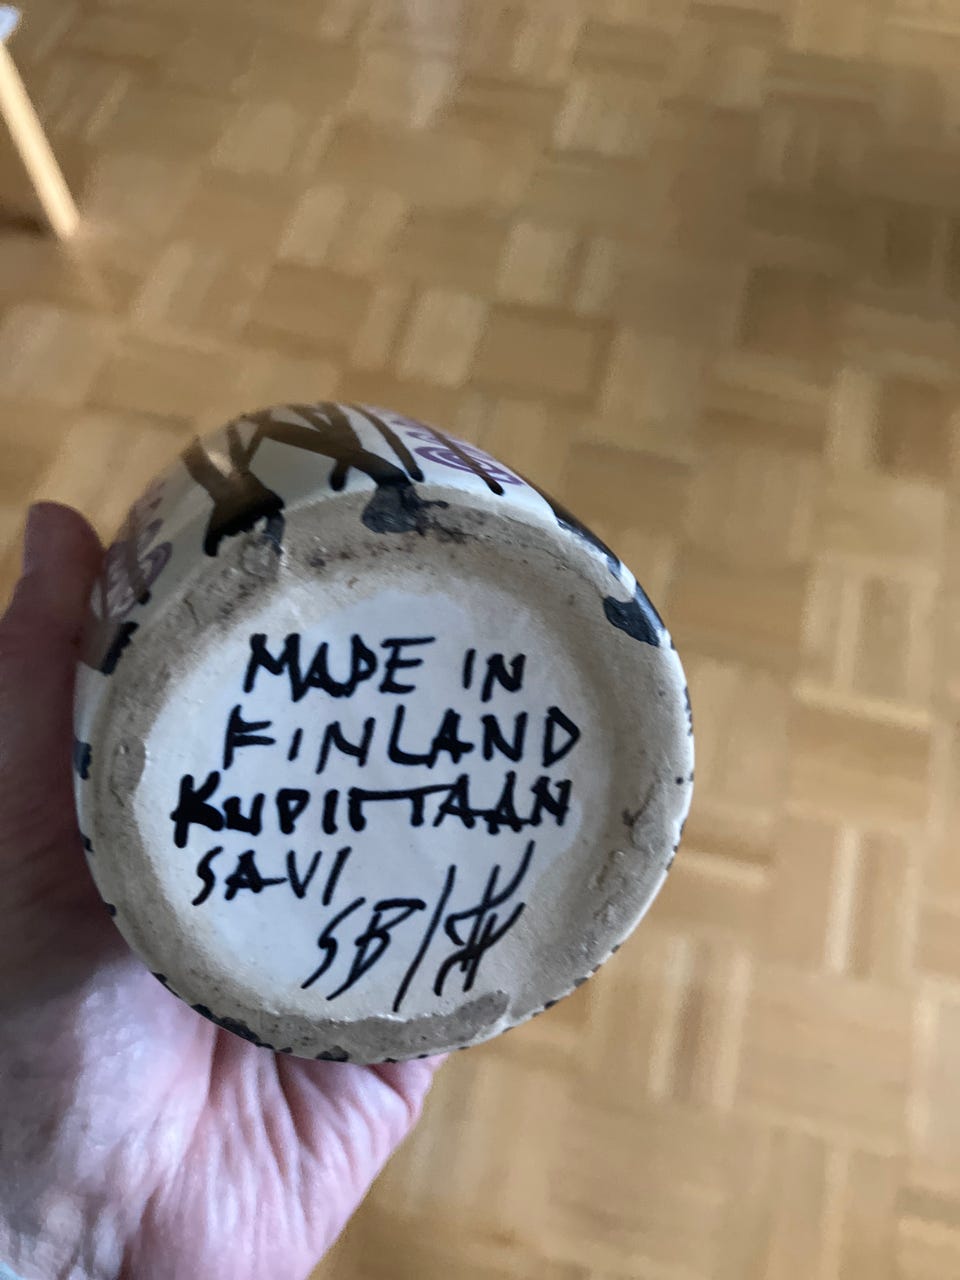 MADE IN
FINLAND
KUPITTAAN
SAVI
SB/